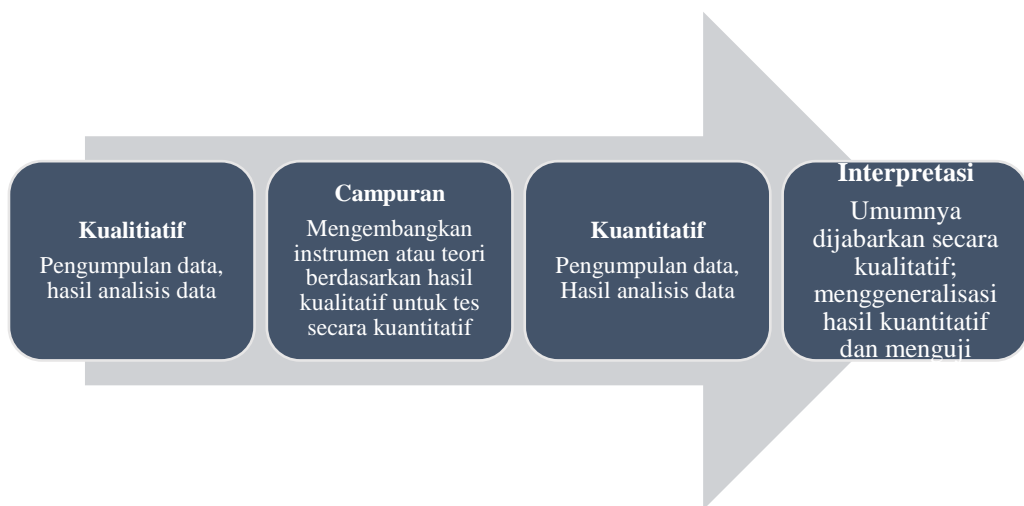 Kualitiatif
Pengumpulan data,
hasil analisis data
Campuran
Mengembangkan
instrumen atau teori
berdasarkan hasil
kualitatif untuk tes
secara kuantitatif
Kuantitatif
Pengumpulan data,
Hasil analisis data
Interpretasi
Umumnya
dijabarkan secara
kualitatif;
menggeneralisasi
hasil kuantitatif
dan menguji